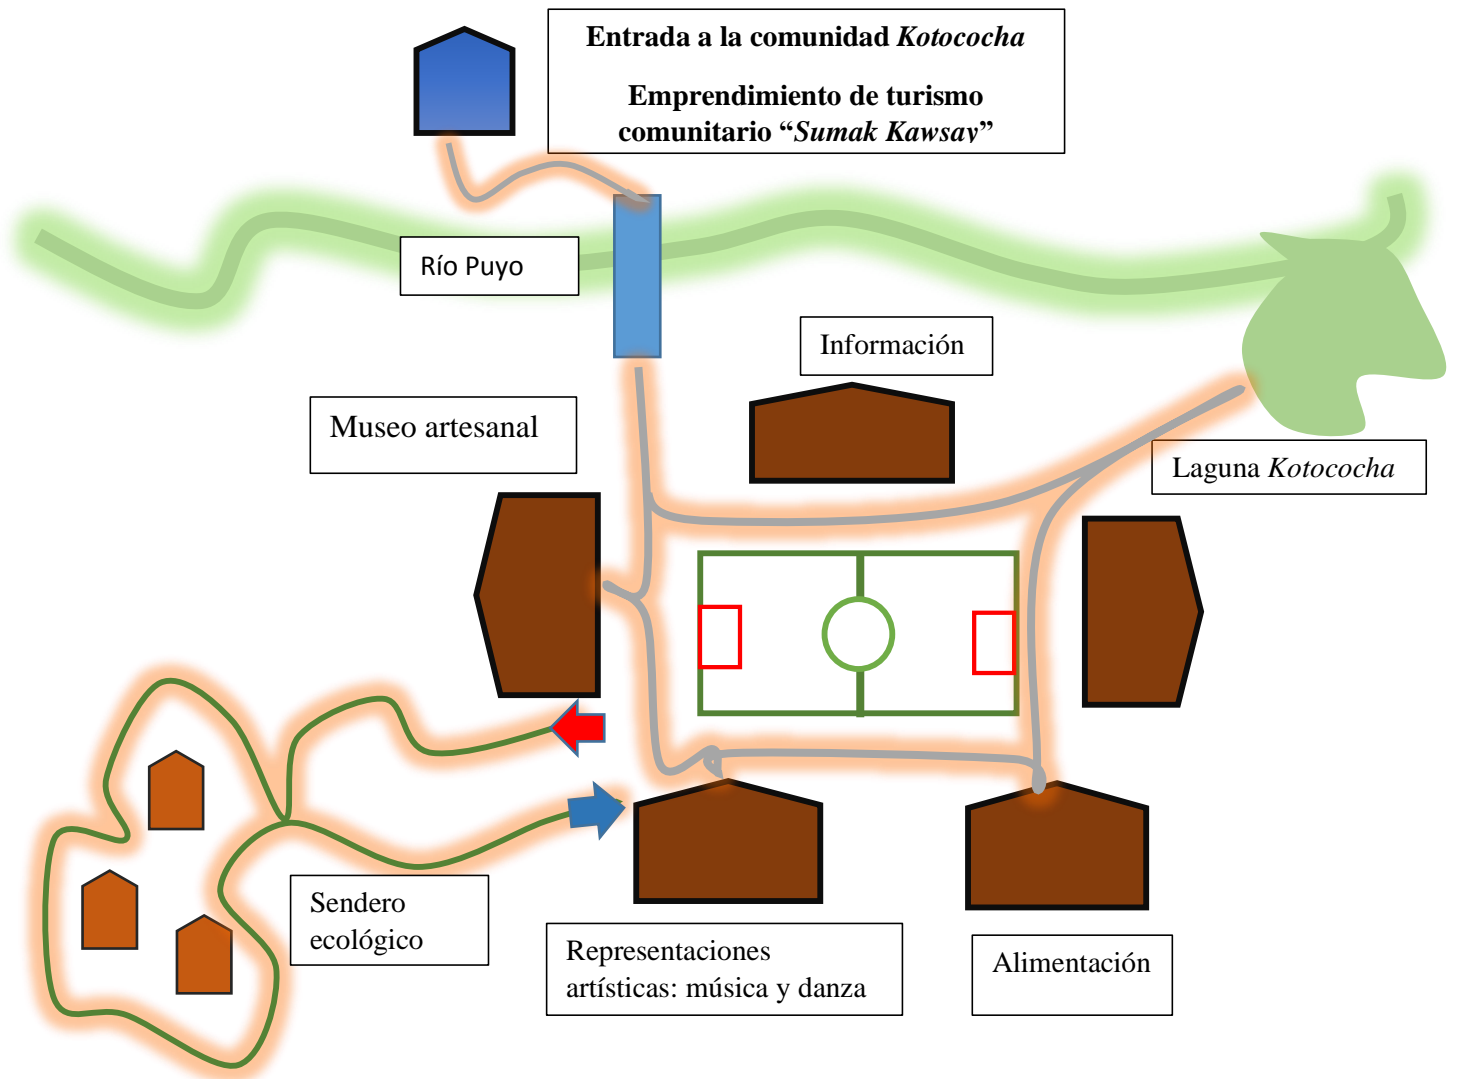 Entrada a la comunidad Kotococha
Emprendimiento de turismo
comunitario “Sumak Kawsay”
Río Puyo
Información
Museo artesanal
Laguna Kotococha
Sendero
ecológico
Representaciones
artísticas: música y danza
Alimentación